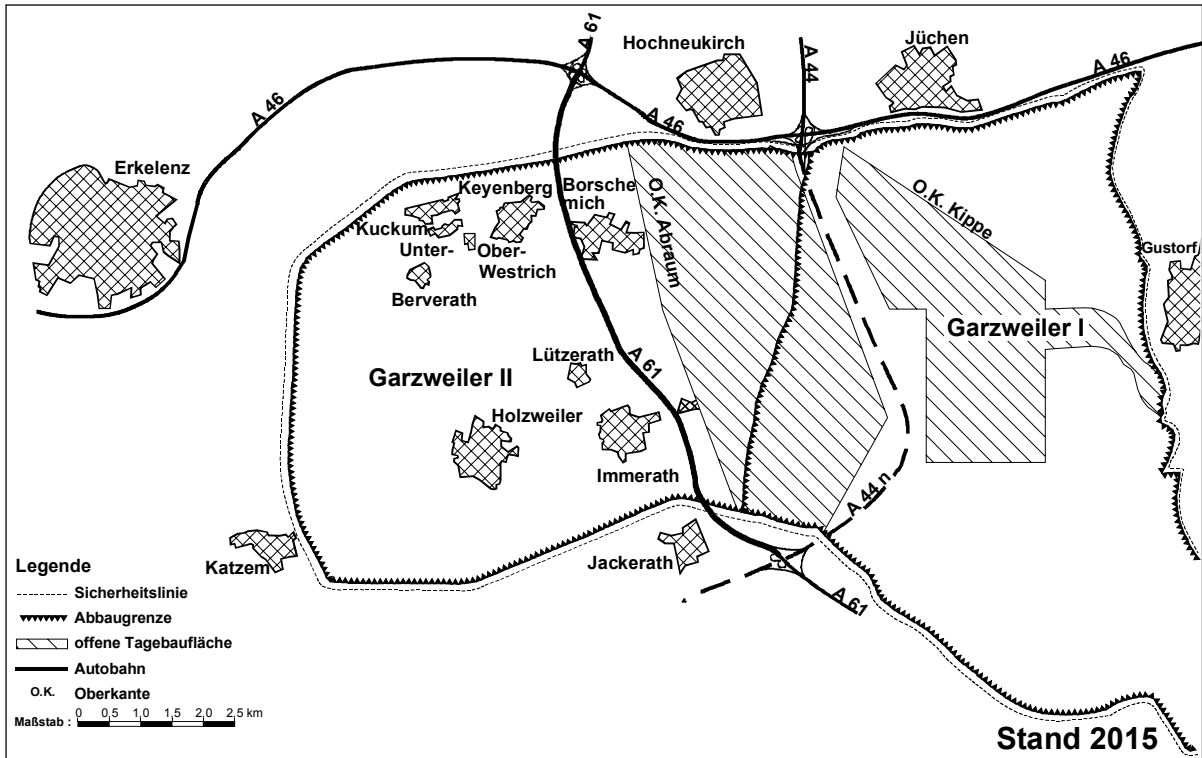 A 61
Hochneukirch
A 44
Jüchen
A 46
A 46
A 46
Erkelenz
Keyenberg
Borsche
mich
O.K. Abraum
O.K. Kippe
Kuckum
Unter-
Ober-
Westrich
Berverath
Gustorf
Garzweiler I
Lützerath
A 61
Garzweiler II
Holzweiler
Immerath
A 44 n
Jackerath
Katzem
A 61
Legende
Sicherheitslinie
Abbaugrenze
offene Tagebaufläche
Autobahn
O.K. Oberkante
Maßstab : 0 0,5 1,0 1,5 2,0 2,5 km
Stand 2015